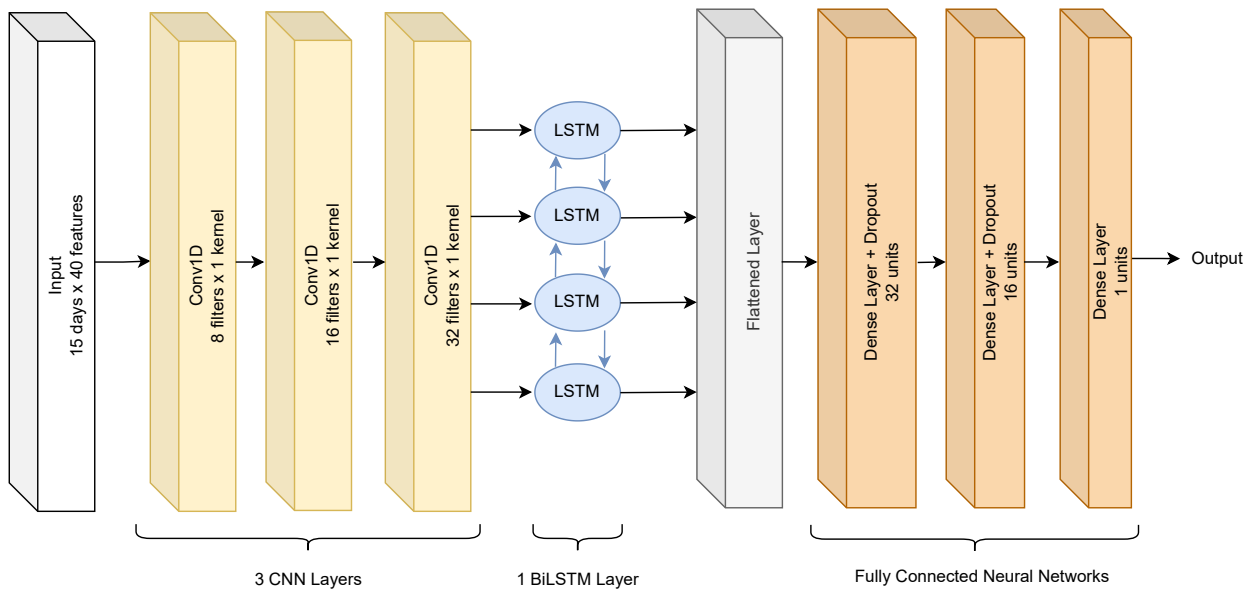 Input
15 days x 40 features
Conv1D
8 filters x 1 kernel
Conv1D
16 filters x 1 kernel
Conv1D
32 filters x 1 kernel
LSTM
LSTM
LSTM
LSTM
Flattened Layer
Dense Layer + Dropout
32 units
Dense Layer + Dropout
16 units
Dense Layer
1 units
Output
3 CNN Layers
1 BiLSTM Layer
Fully Connected Neural Networks